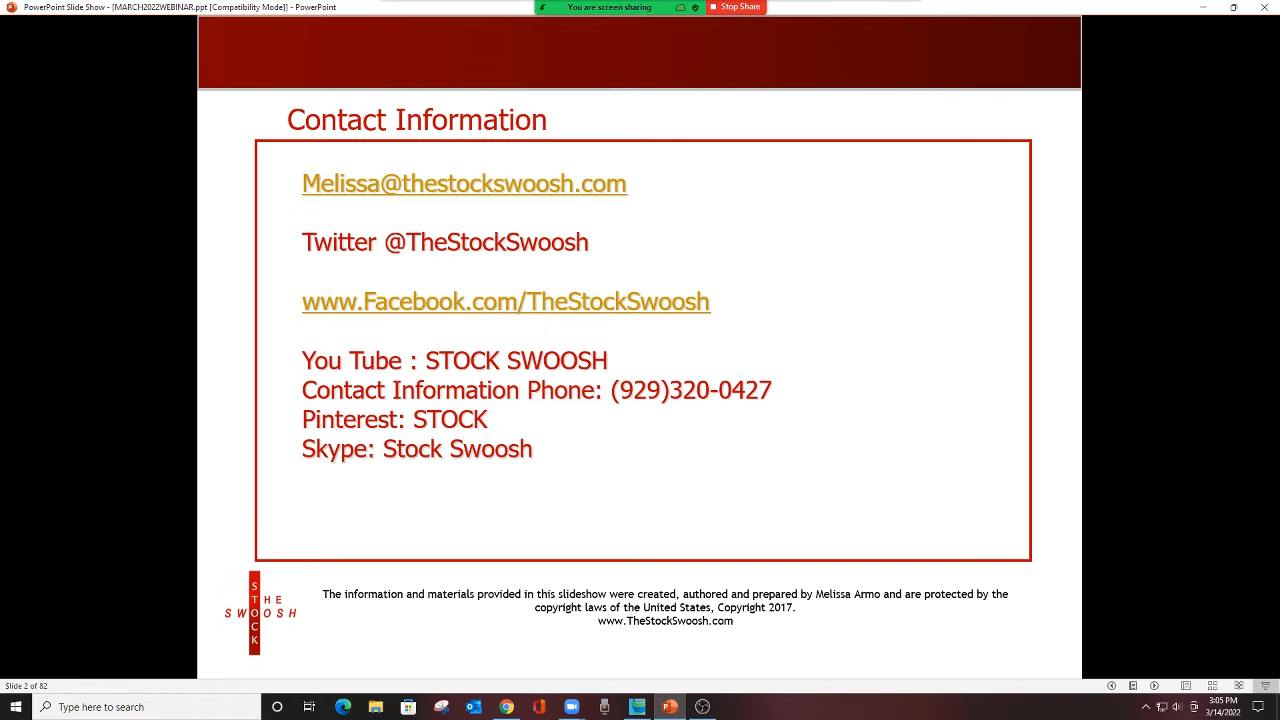 PowerPoint Slide Show - [MARCH2022WEBINAR.ppt [Compatibility Mode]] - PowerPoint
You are screen sharing
Stop Share
Contact Information
Melissa@thestockswoosh.com
Twitter @TheStockSwoosh
www.Facebook.com/TheStockSwoosh
You Tube : STOCK SWOOSH
Contact Information Phone: (929)320-0427
Pinterest: STOCK
Skype: Stock Swoosh
THE
SWOOSH
STOCK
The information and materials provided in this slideshow were created, authored and prepared by Melissa Armo and are protected by the
copyright laws of the United States, Copyright 2017.
www.TheStockSwoosh.com
Slide 2 of 82
Type here to search
3:05 PM
3/14/2022